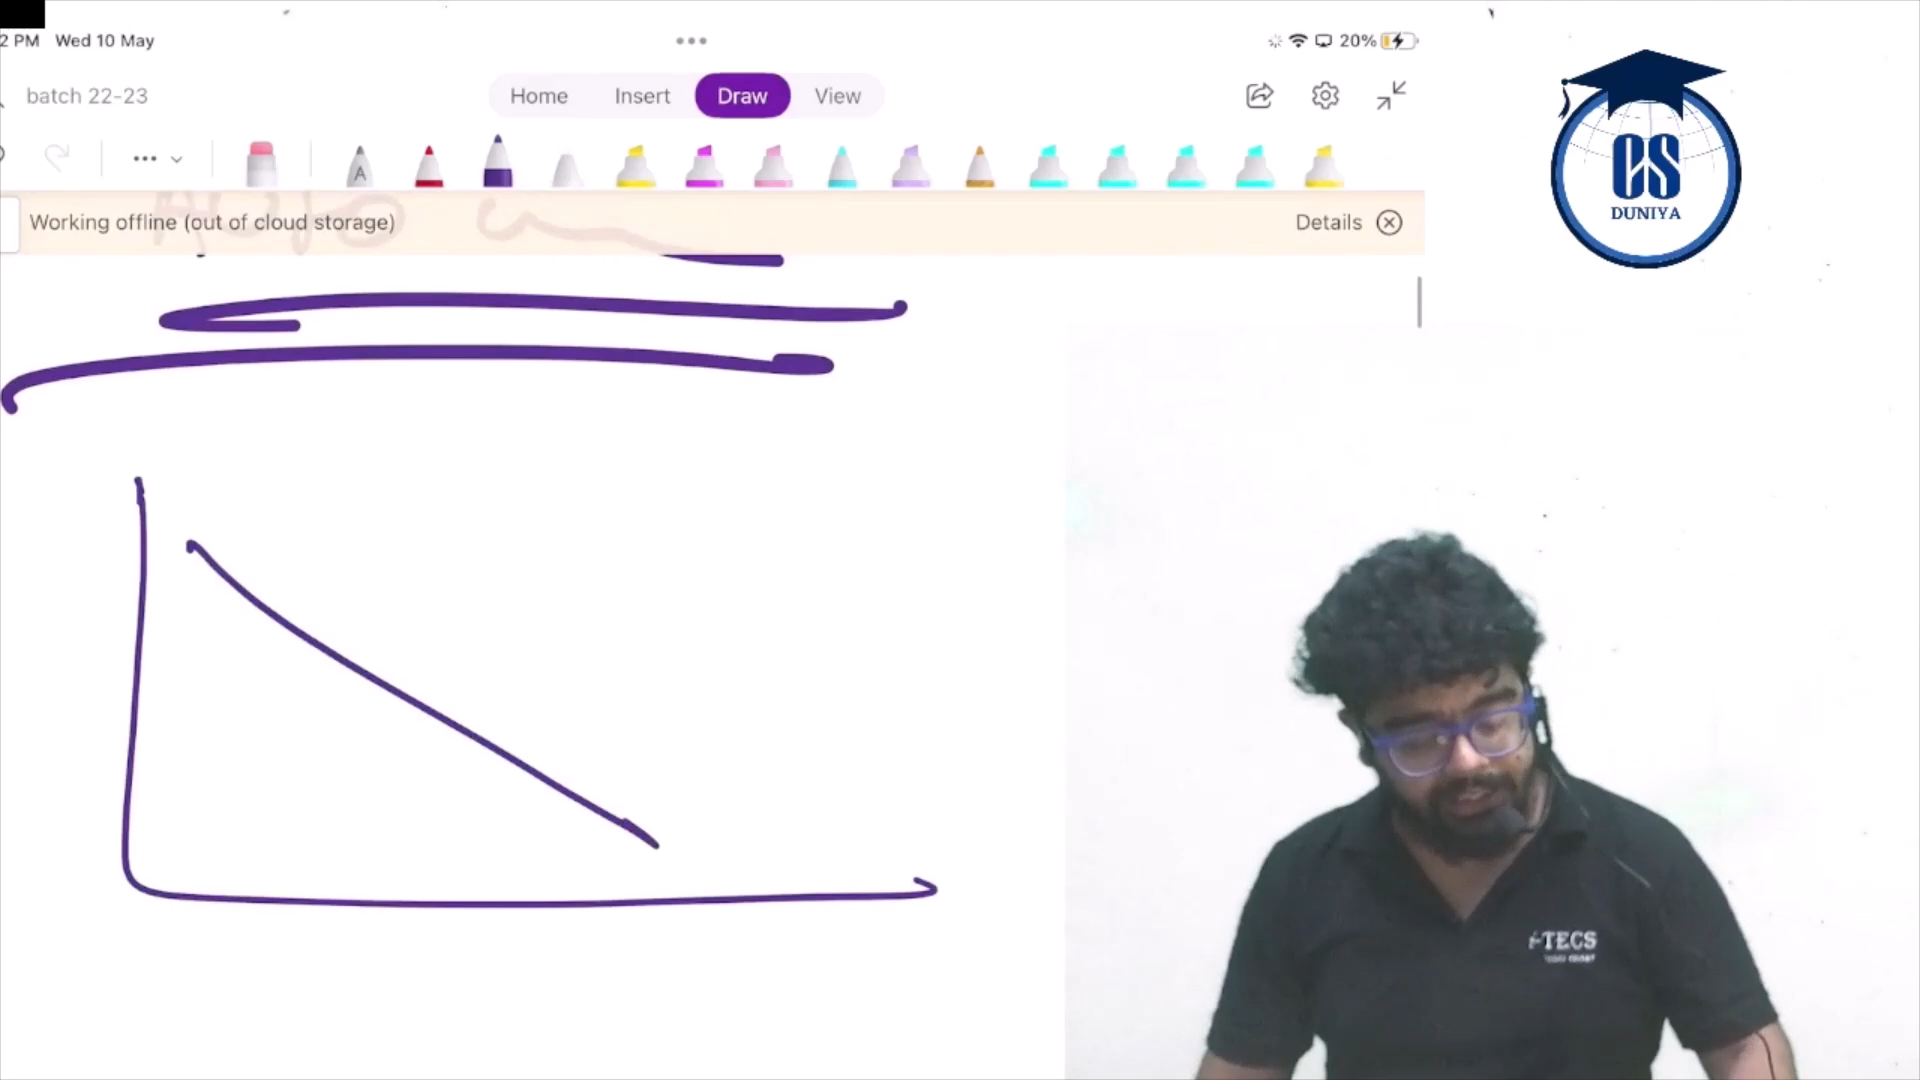 2 PM Wed 10 May
20%
batch 22-23
Home Insert Draw View
A
Working offline (out of cloud storage)
Details
CS
DUNIYA
i-TECS